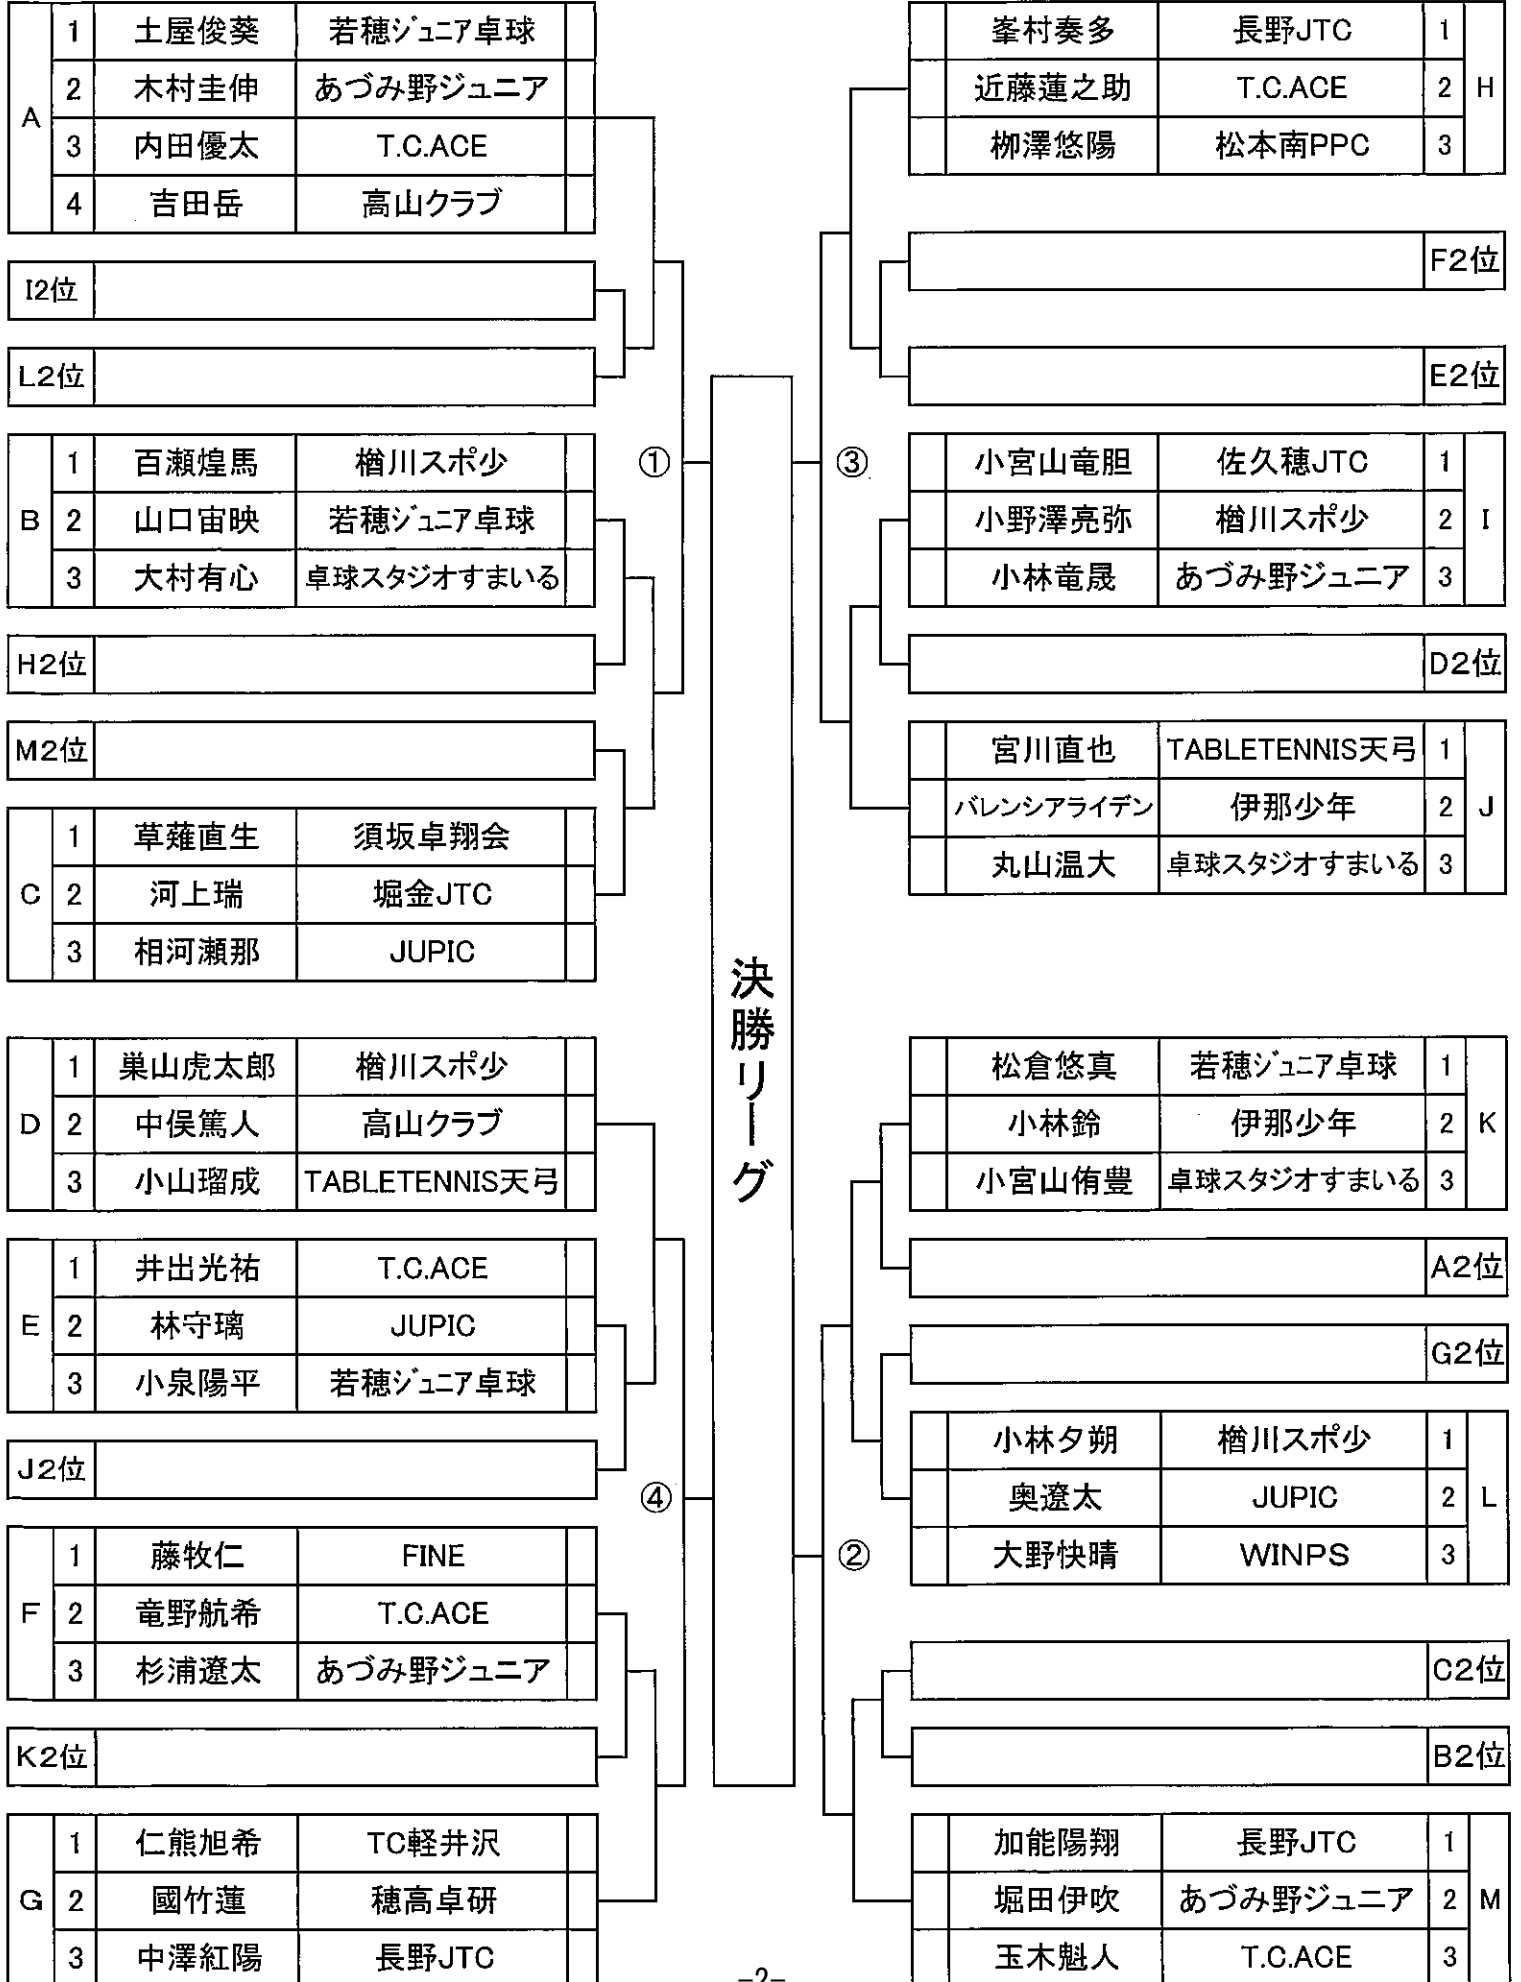 A
1 土屋俊葵 若穂ジュニア卓球
2 木村圭伸 あづみ野ジュニア
3 内田優太 T.C.ACE
4 吉田岳 高山クラブ
I2位
L2位
B
1 百瀬煌馬 楢川スポ少
2 山口宙映 若穂ジュニア卓球
3 大村有心 卓球スタジオすまいる
H2位
M2位
C
1 草薙直生 須坂卓翔会
2 河上瑞 堀金JTC
3 相河瀬那 JUPIC
①
D
1 巣山虎太郎 楢川スポ少
2 中俣篤人 高山クラブ
3 小山瑠成 TABLETENNIS天弓
E
1 井出光祐 T.C.ACE
2 林守璃 JUPIC
3 小泉陽平 若穂ジュニア卓球
J2位
④
F
1 藤牧仁 FINE
2 竜野航希 T.C.ACE
3 杉浦遼太 あづみ野ジュニア
K2位
G
1 仁熊旭希 TC軽井沢
2 國竹蓮 穂高卓研
3 中澤紅陽 長野JTC
決勝リーグ
峯村奏多 長野JTC 1
近藤蓮之助 T.C.ACE 2
栁澤悠陽 松本南PPC 3
H
F2位
E2位
③
小宮山竜胆 佐久穂JTC 1
小野澤亮弥 楢川スポ少 2
小林竜晟 あづみ野ジュニア 3
I
D2位
宮川直也 TABLETENNIS天弓 1
バレンシアライデン 伊那少年 2
丸山温大 卓球スタジオすまいる 3
J
松倉悠真 若穂ジュニア卓球 1
小林鈴 伊那少年 2
小宮山侑豊 卓球スタジオすまいる 3
K
A2位
G2位
小林夕朔 楢川スポ少 1
奥遼太 JUPIC 2
大野快晴 WINPS 3
L
②
C2位
B2位
加能陽翔 長野JTC 1
堀田伊吹 あづみ野ジュニア 2
玉木魁人 T.C.ACE 3
M
-2-